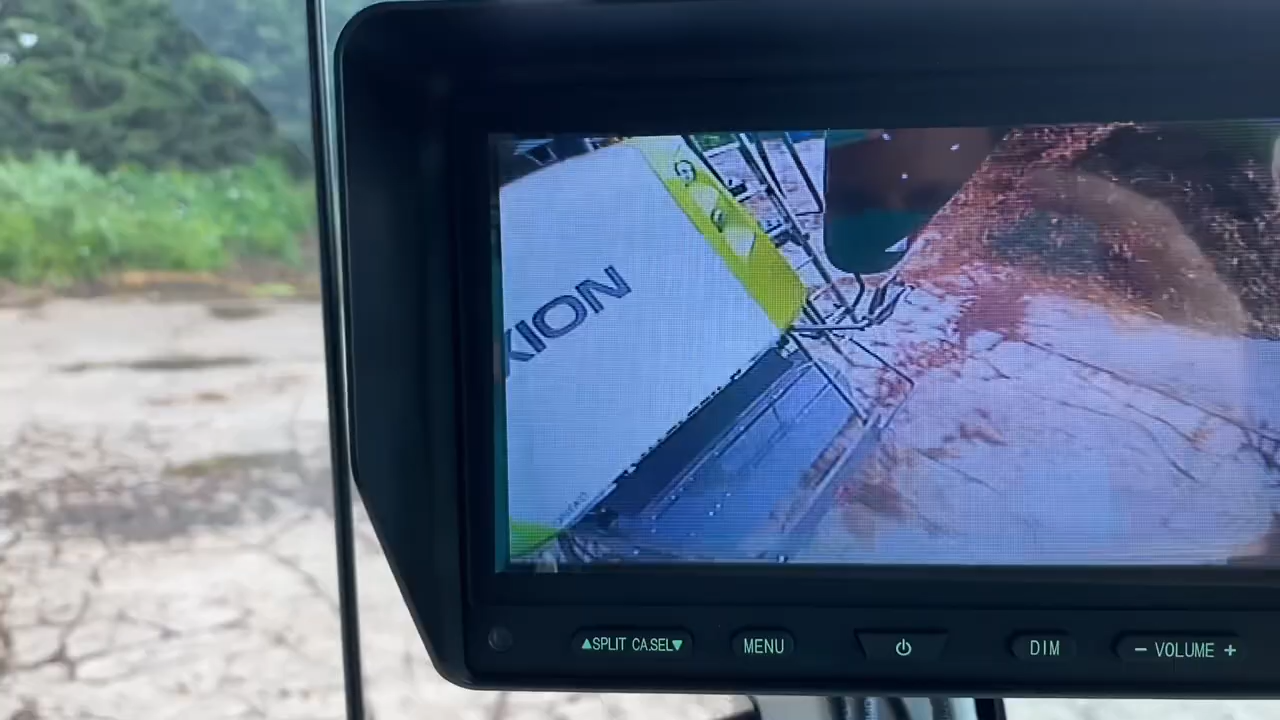 XION
▲SPLIT CA.SEL▼ MENU DIM − VOLUME +